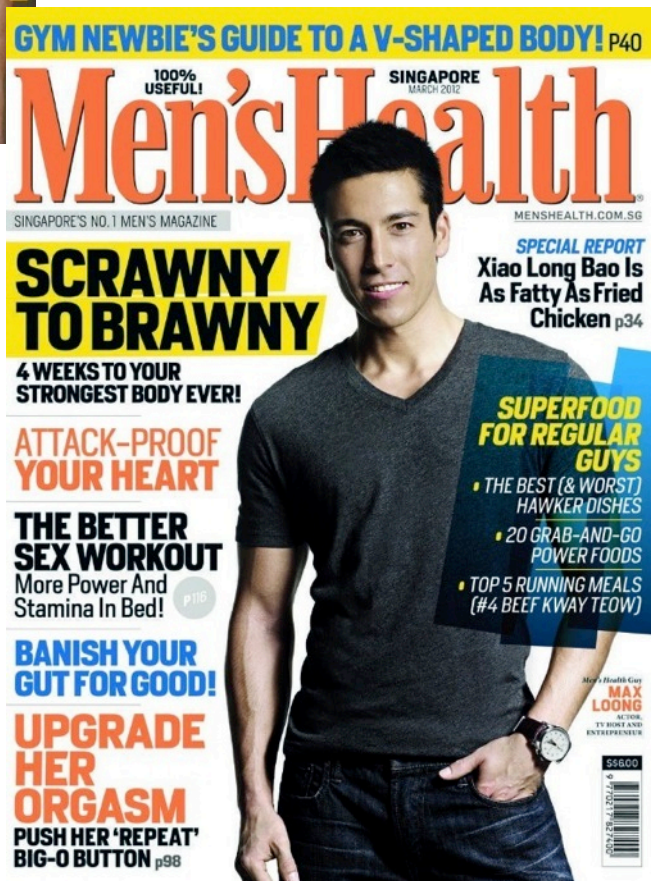 GYM NEWBIE'S GUIDE TO A V-SHAPED BODY! P40
100%
USEFUL!
SINGAPORE
MARCH 2012
Men'sHealth
SINGAPORE'S NO. 1 MEN'S MAGAZINE
MENSHEALTH.COM.SG
SCRAWNY
TO BRAWNY
4 WEEKS TO YOUR
STRONGEST BODY EVER!
SPECIAL REPORT
Xiao Long Bao Is
As Fatty As Fried
Chicken p34
ATTACK-PROOF
YOUR HEART
SUPERFOOD
FOR REGULAR
GUYS
• THE BEST (& WORST)
HAWKER DISHES
• 20 GRAB-AND-GO
POWER FOODS
• TOP 5 RUNNING MEALS
(#4 BEEF KWAY TEOW)
THE BETTER
SEX WORKOUT
More Power And
Stamina In Bed! P116
BANISH YOUR
GUT FOR GOOD!
UPGRADE
HER
ORGASM
PUSH HER 'REPEAT'
BIG-O BUTTON p98
Men's Health Guy
MAX
LOONG
ACTOR,
TV HOST AND
ENTREPRENEUR
S$6.00
9 770217 827400